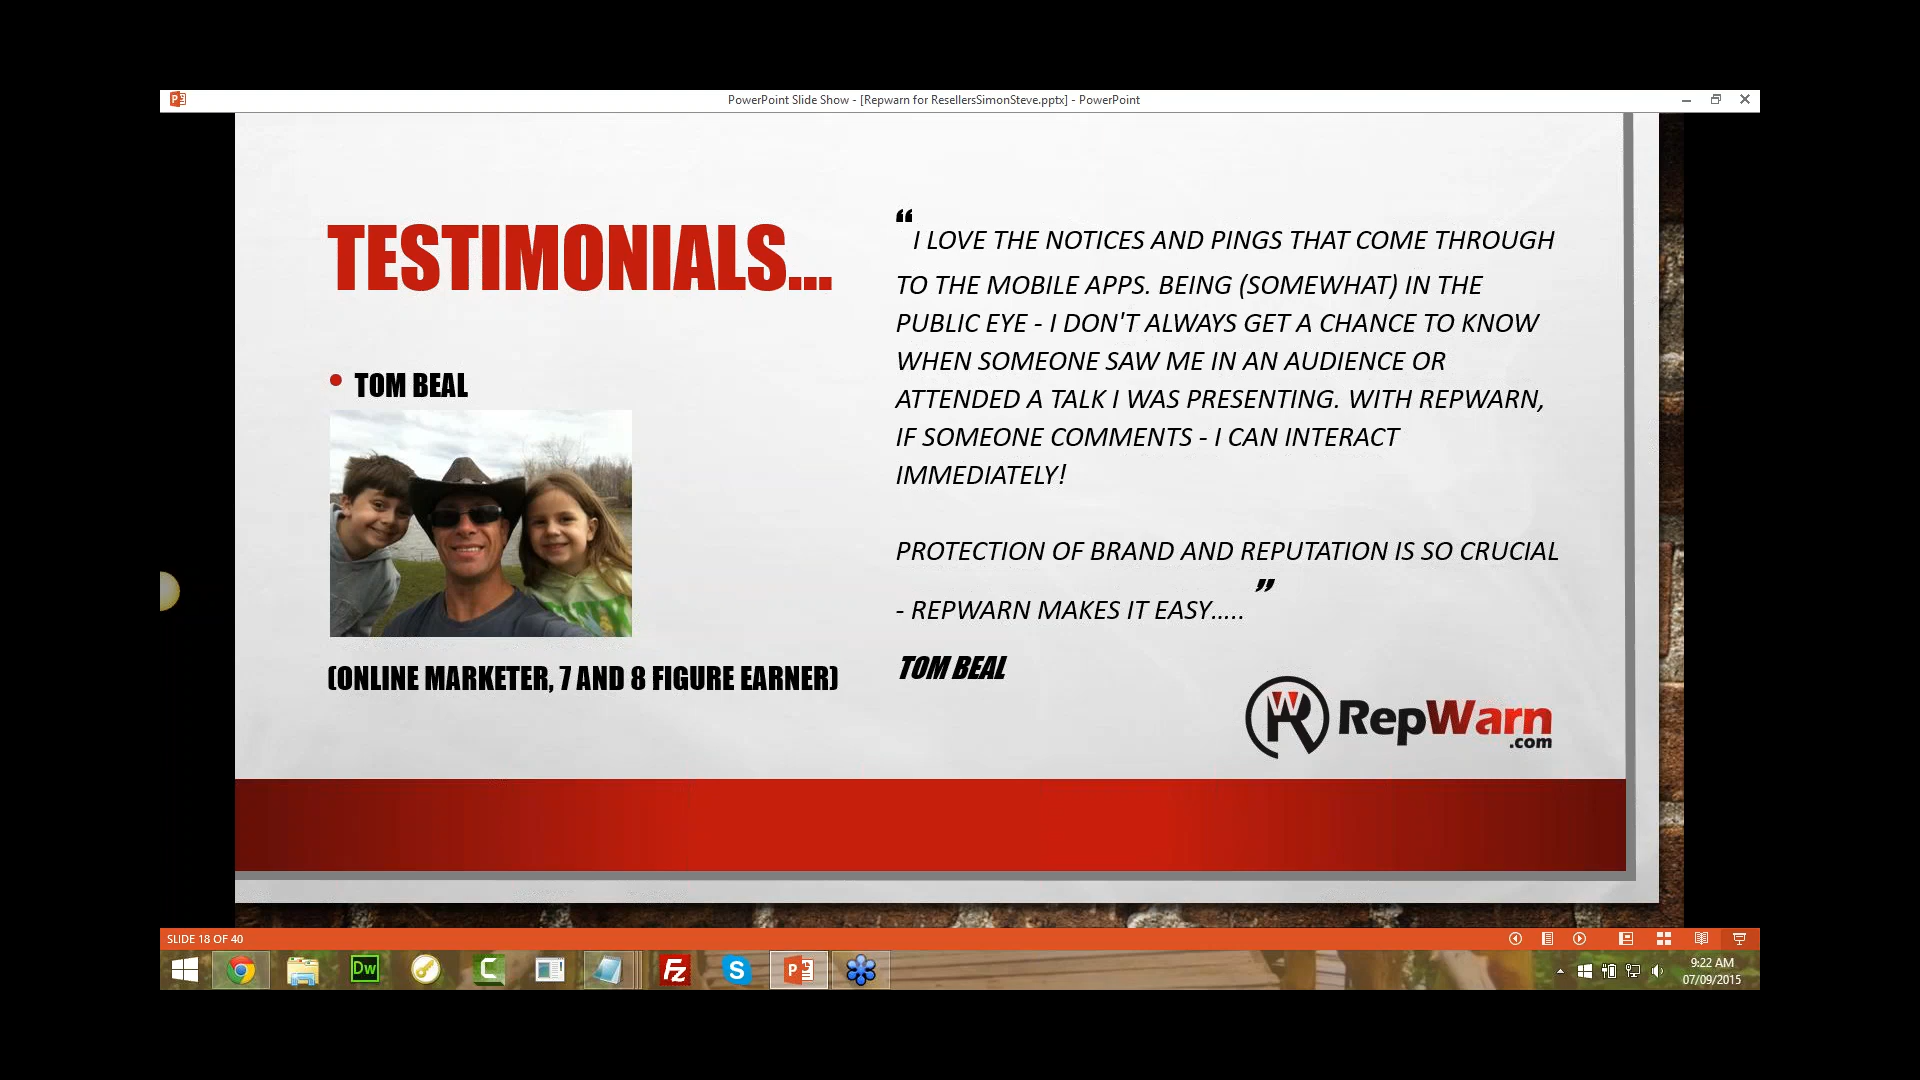 PowerPoint Slide Show - [Repwarn for ResellersSimonSteve.pptx] - PowerPoint
TESTIMONIALS...
• TOM BEAL
(ONLINE MARKETER, 7 AND 8 FIGURE EARNER)
“I LOVE THE NOTICES AND PINGS THAT COME THROUGH
TO THE MOBILE APPS. BEING (SOMEWHAT) IN THE
PUBLIC EYE - I DON'T ALWAYS GET A CHANCE TO KNOW
WHEN SOMEONE SAW ME IN AN AUDIENCE OR
ATTENDED A TALK I WAS PRESENTING. WITH REPWARN,
IF SOMEONE COMMENTS - I CAN INTERACT
IMMEDIATELY!
PROTECTION OF BRAND AND REPUTATION IS SO CRUCIAL
- REPWARN MAKES IT EASY..... ”
TOM BEAL
RepWarn
.com
SLIDE 18 OF 40
Dw
9:22 AM
07/09/2015